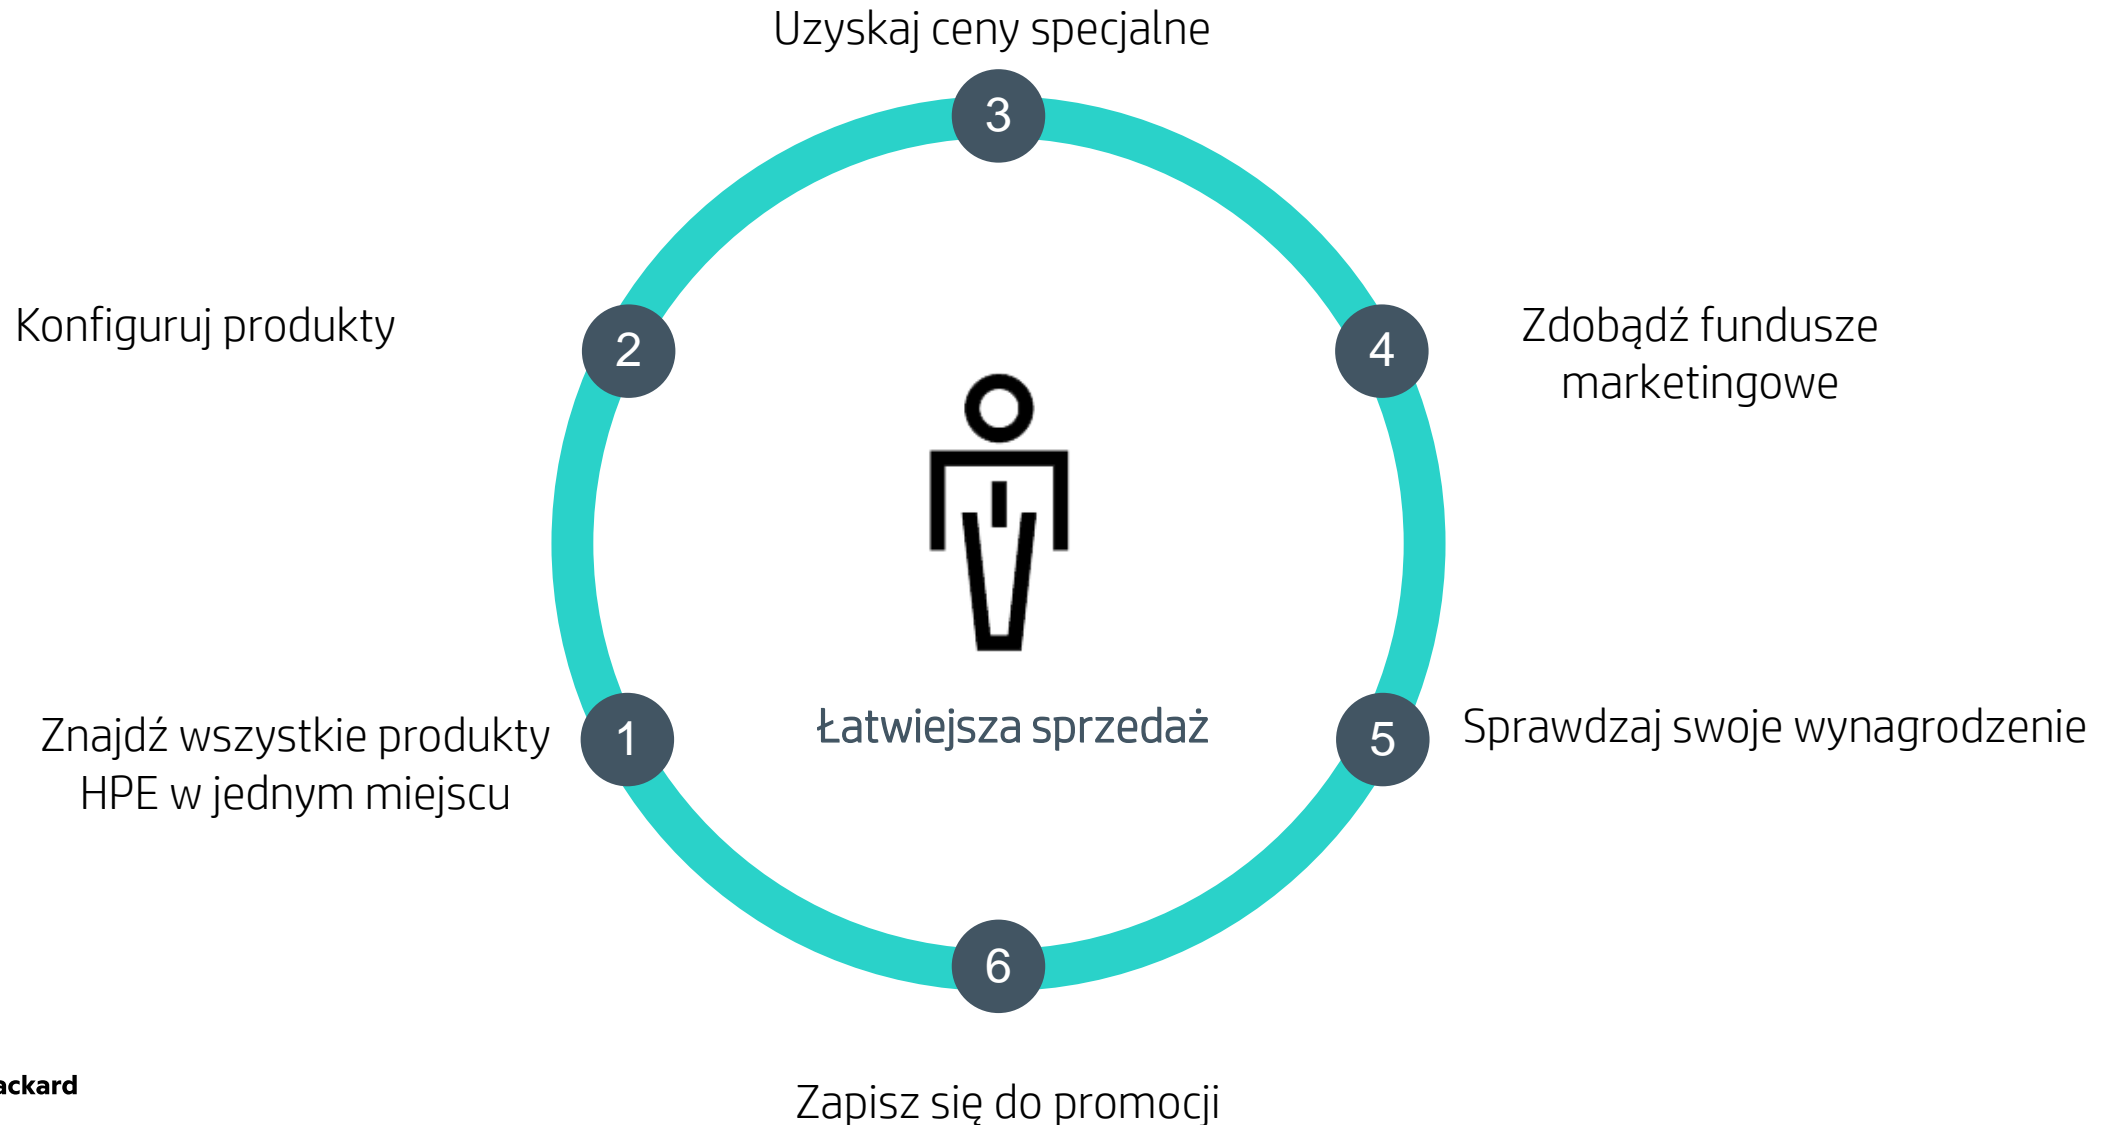 Uzyskaj ceny specjalne
3
Konfiguruj produkty
2
4
Zdobądź fundusze
marketingowe
Znajdź wszystkie produkty
HPE w jednym miejscu
1
Łatwiejsza sprzedaż
5
Sprawdzaj swoje wynagrodzenie
6
ackard
Zapisz się do promocji